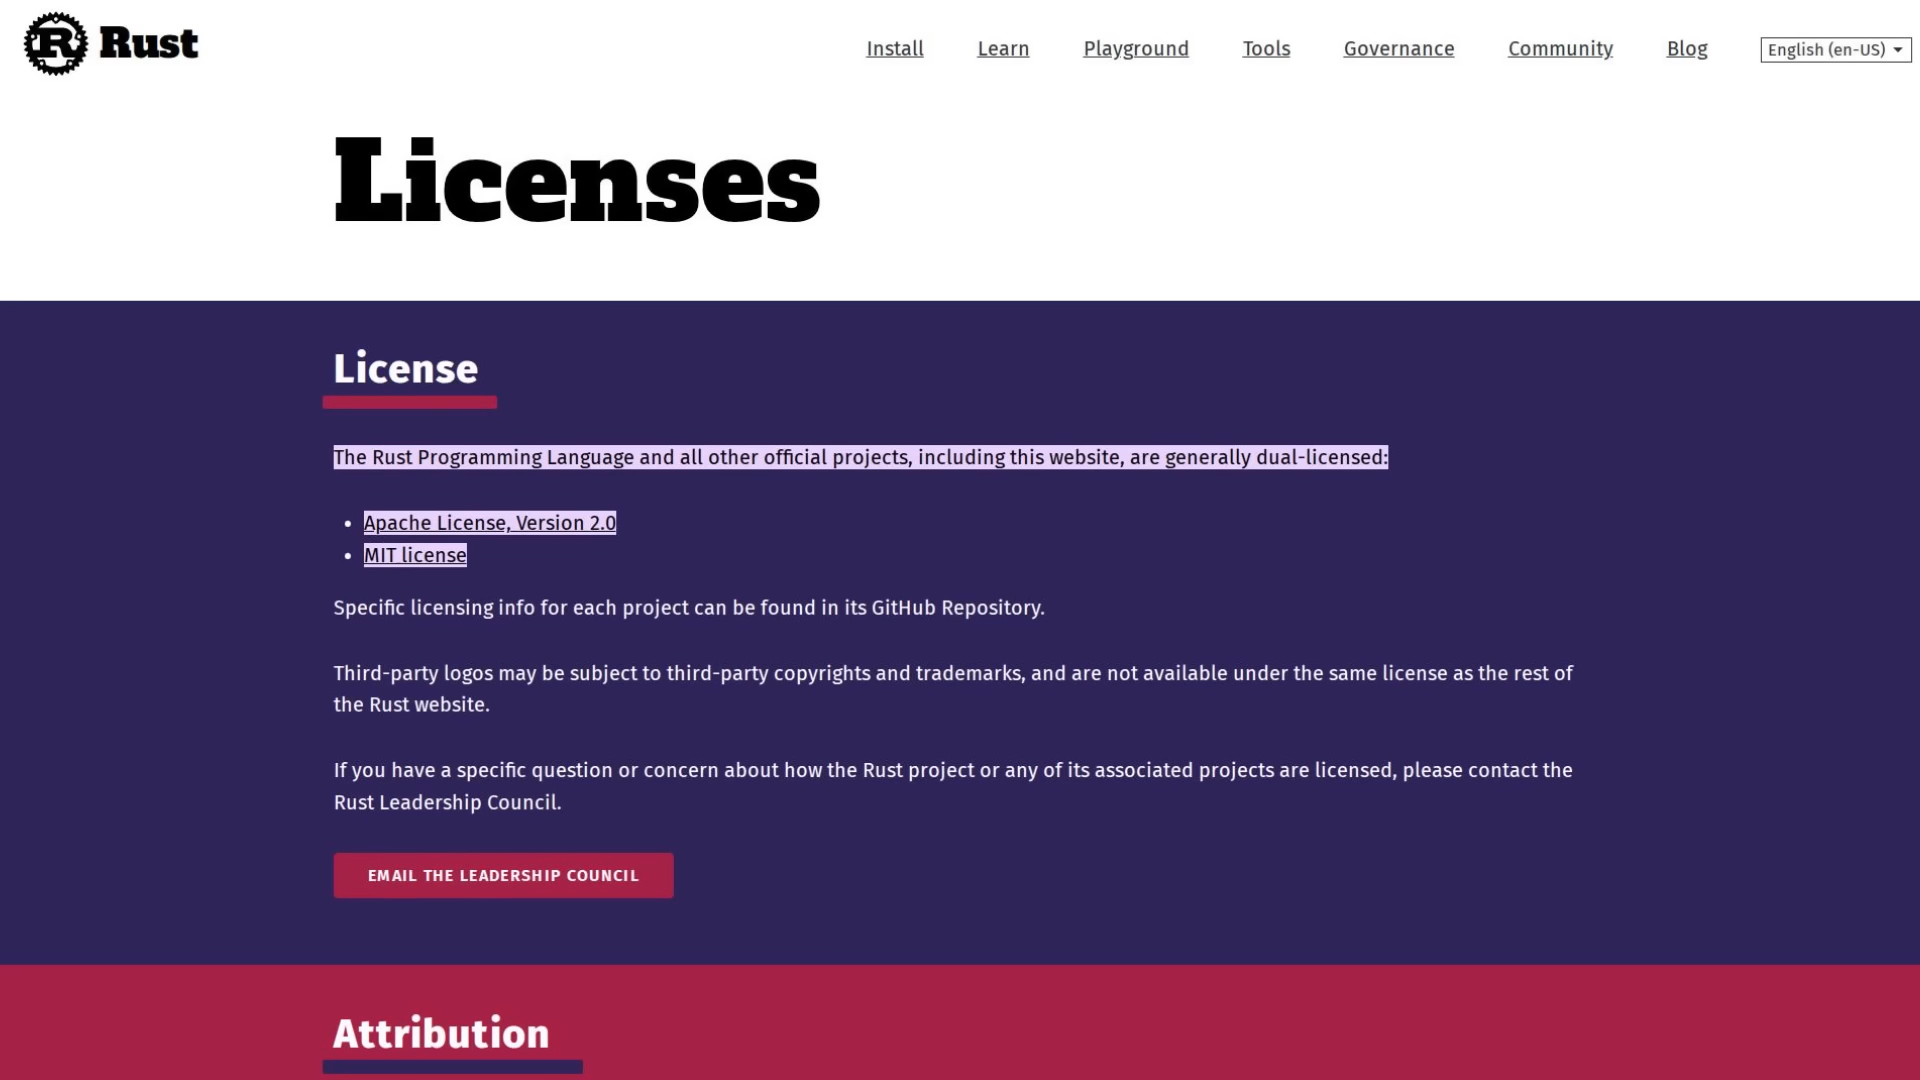 Rust
Install
Learn
Playground
Tools
Governance
Community
Blog
English (en-US)
Licenses
License
The Rust Programming Language and all other official projects, including this website, are generally dual-licensed:
Apache License, Version 2.0
MIT license
Specific licensing info for each project can be found in its GitHub Repository.
Third-party logos may be subject to third-party copyrights and trademarks, and are not available under the same license as the rest of
the Rust website.
If you have a specific question or concern about how the Rust project or any of its associated projects are licensed, please contact the
Rust Leadership Council.
EMAIL THE LEADERSHIP COUNCIL
Attribution